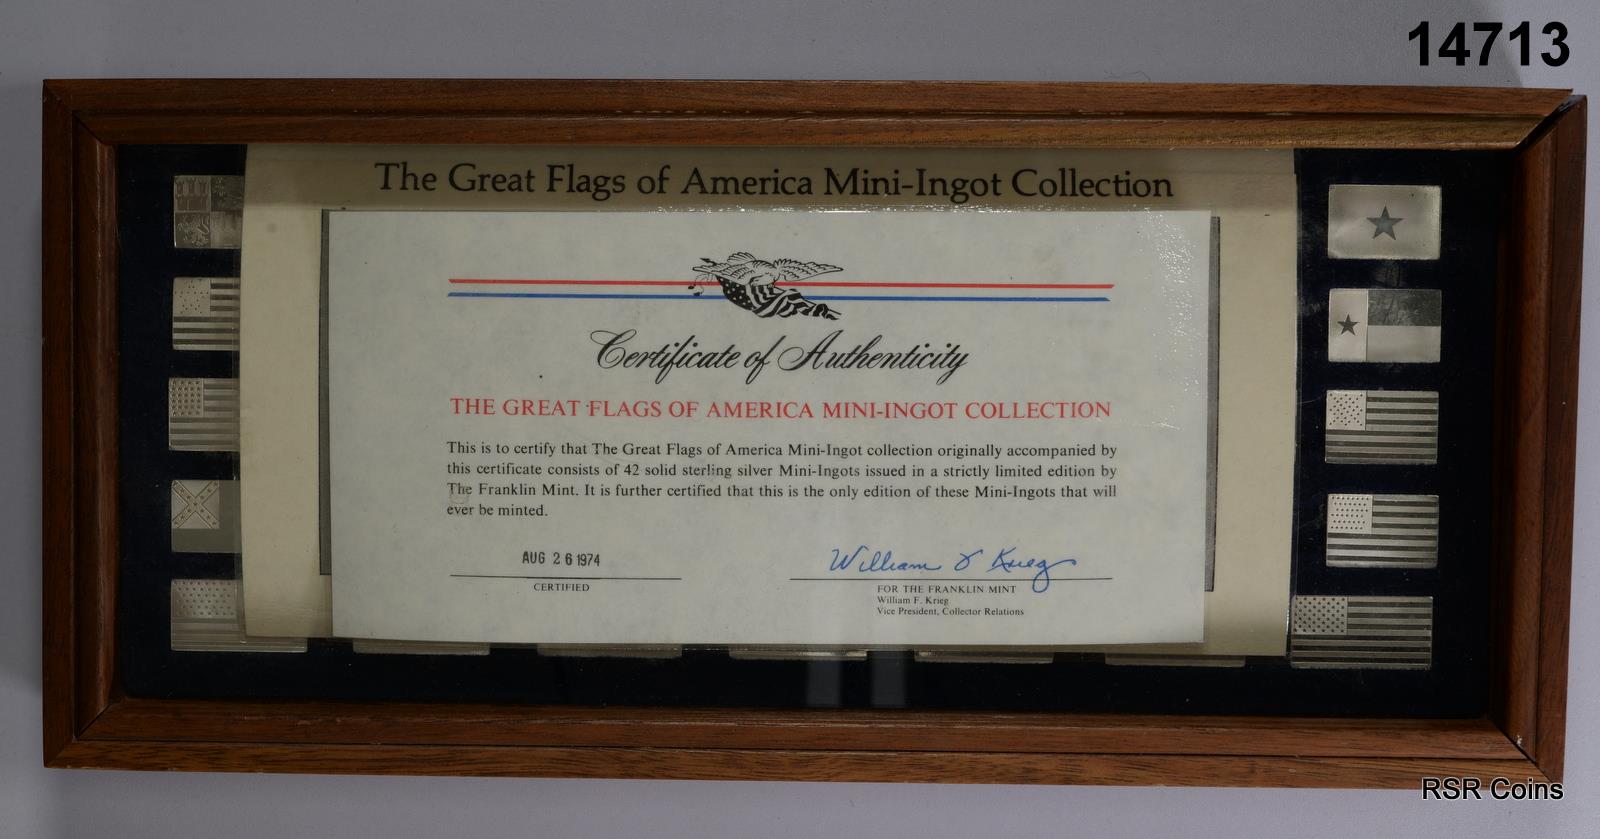 14713
The Great Flags of America Mini-Ingot Collection
Certificate of Authenticity
THE GREAT FLAGS OF AMERICA MINI-INGOT COLLECTION
This is to certify that The Great Flags of America Mini-Ingot collection originally accompanied by
this certificate consists of 42 solid sterling silver Mini-Ingots issued in a strictly limited edition by
The Franklin Mint. It is further certified that this is the only edition of these Mini-Ingots that will
ever be minted.
AUG 26 1974
CERTIFIED
William F Krieg
FOR THE FRANKLIN MINT
William F. Krieg
Vice President, Collector Relations
RSR Coins